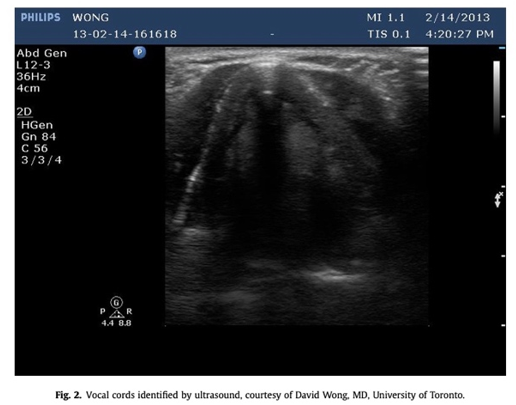 PHILIPS WONG MI 1.1 2/14/2013
13-02-14-161618 - TIS 0.1 4:20:27 PM
Abd Gen
L12-3
36Hz
4cm
P
2D
HGen
Gn 84
C 56
3/3/4
G
P R
4.4 8.8
x
Fig. 2. Vocal cords identified by ultrasound, courtesy of David Wong, MD, University of Toronto.